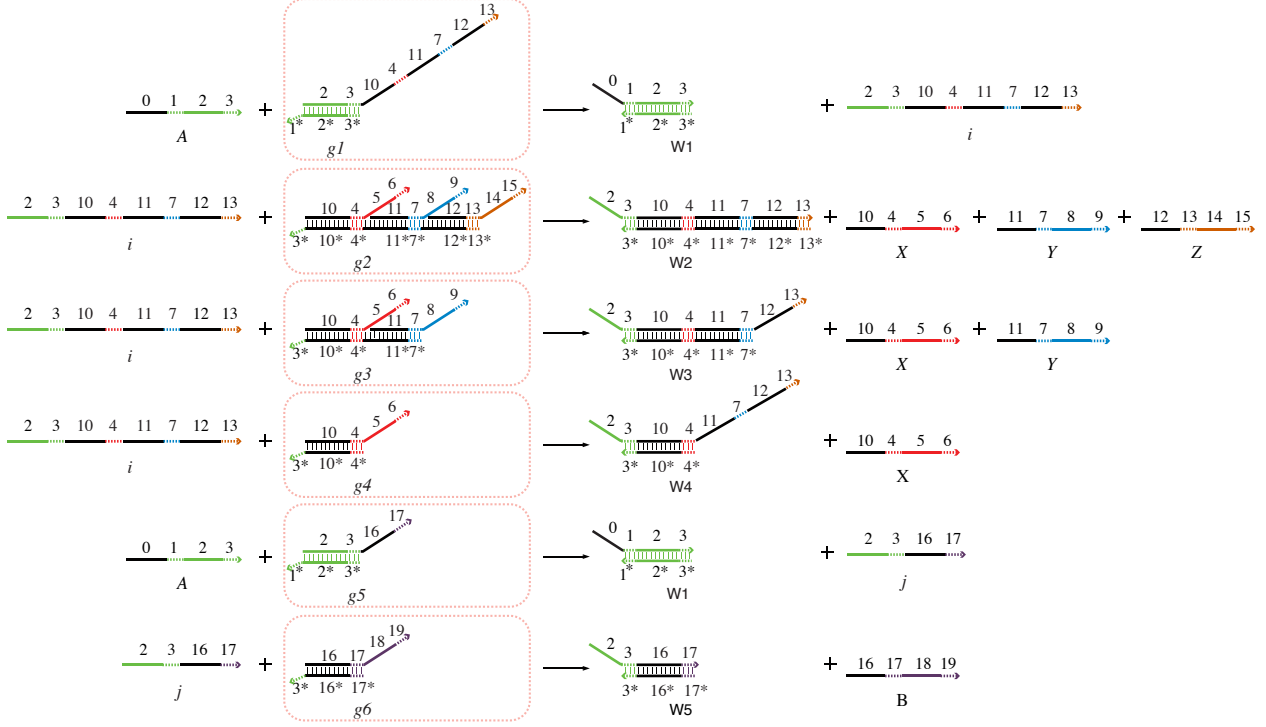 13
12
7
11
4
10
2 3
0 1 2 3
+
1* 2* 3*
A
g1
0 1 2 3
1* 2* 3*
W1
+
2 3 10 4 11 7 12 13
i
2 3 10 4 11 7 12 13
i
+
10 4 5 6 11 7 8 9 12 13 14 15
3* 10* 4* 11* 7* 12* 13*
g2
2 3 10 4 11 7 12 13
3* 10* 4* 11* 7* 12* 13*
W2
+
10 4 5 6
X
+
11 7 8 9
Y
+
12 13 14 15
Z
2 3 10 4 11 7 12 13
i
+
10 4 5 6 11 7 8 9
3* 10* 4* 11* 7*
g3
2 3 10 4 11 7 12 13
3* 10* 4* 11* 7*
W3
+
10 4 5 6
X
+
11 7 8 9
Y
2 3 10 4 11 7 12 13
i
+
10 4 5 6
3* 10* 4*
g4
2 3 10 4 11 7 12 13
3* 10* 4*
W4
+
10 4 5 6
X
0 1 2 3
A
+
2 3 16 17
1* 2* 3*
g5
0 1 2 3
1* 2* 3*
W1
+
2 3 16 17
j
2 3 16 17
j
+
16 17 18 19
3* 16* 17*
g6
2 3 16 17
3* 16* 17*
W5
+
16 17 18 19
B